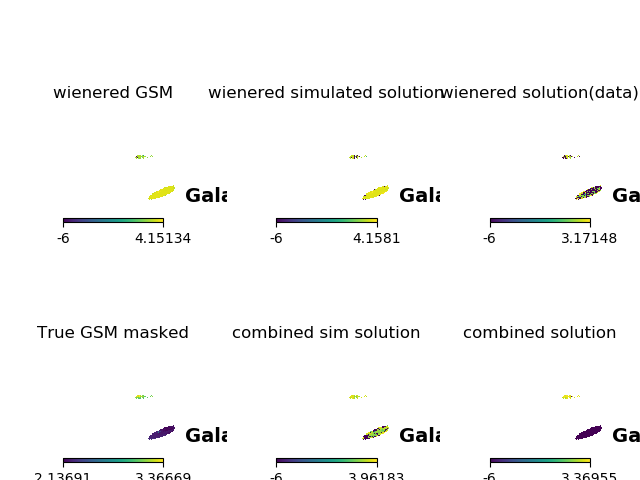 wienered GSM
wienered simulated solution
wienered solution(data)
Gala
Gala
Ga
-6 4.15134
-6 4.1581
-6 3.17148
True GSM masked
combined sim solution
combined solution
Gala
Gala
Ga
2.13691 3.36669
-6 3.96183
-6 3.36955